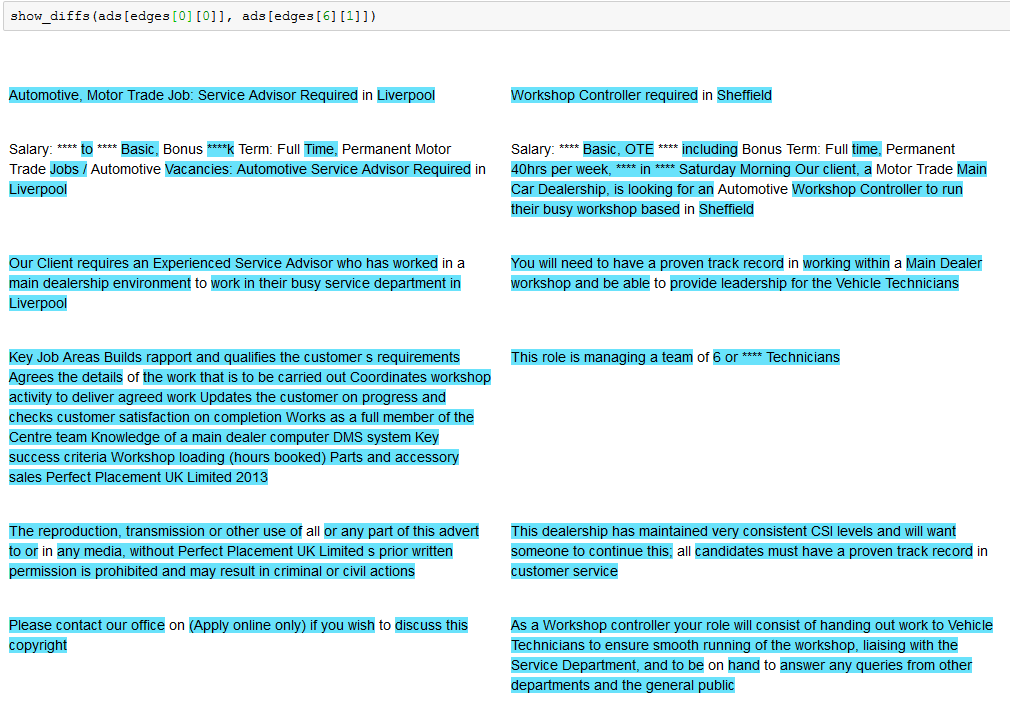 show_diffs(ads[edges[0][0]], ads[edges[6][1]])
Automotive, Motor Trade Job: Service Advisor Required in Liverpool
Salary: **** to **** Basic, Bonus ****k Term: Full Time, Permanent Motor
Trade Jobs / Automotive Vacancies: Automotive Service Advisor Required in
Liverpool
Our Client requires an Experienced Service Advisor who has worked in a
main dealership environment to work in their busy service department in
Liverpool
Key Job Areas Builds rapport and qualifies the customer s requirements
Agrees the details of the work that is to be carried out Coordinates workshop
activity to deliver agreed work Updates the customer on progress and
checks customer satisfaction on completion Works as a full member of the
Centre team Knowledge of a main dealer computer DMS system Key
success criteria Workshop loading (hours booked) Parts and accessory
sales Perfect Placement UK Limited 2013
The reproduction, transmission or other use of all or any part of this advert
to or in any media, without Perfect Placement UK Limited s prior written
permission is prohibited and may result in criminal or civil actions
Please contact our office on (Apply online only) if you wish to discuss this
copyright
Workshop Controller required in Sheffield
Salary: **** Basic, OTE **** including Bonus Term: Full time, Permanent
40hrs per week, **** in **** Saturday Morning Our client, a Motor Trade Main
Car Dealership, is looking for an Automotive Workshop Controller to run
their busy workshop based in Sheffield
You will need to have a proven track record in working within a Main Dealer
workshop and be able to provide leadership for the Vehicle Technicians
This role is managing a team of 6 or **** Technicians
This dealership has maintained very consistent CSI levels and will want
someone to continue this; all candidates must have a proven track record in
customer service
As a Workshop controller your role will consist of handing out work to Vehicle
Technicians to ensure smooth running of the workshop, liaising with the
Service Department, and to be on hand to answer any queries from other
departments and the general public